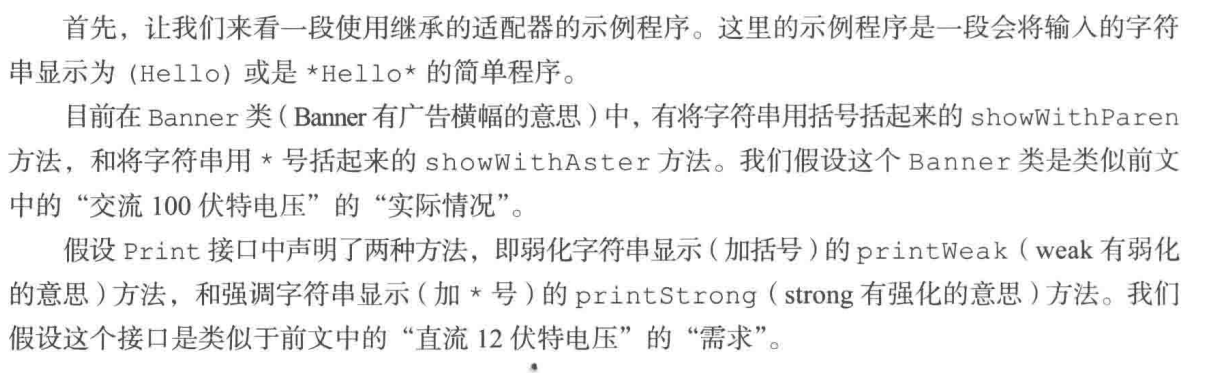 首先，让我们来看一段使用继承的适配器的示例程序。这里的示例程序是一段会将输入的字符
串显示为 (Hello) 或是 *Hello* 的简单程序。
目前在 Banner 类（Banner 有广告横幅的意思）中，有将字符串用括号括起来的 showWithParen
方法，和将字符串用 * 号括起来的 showWithAster 方法。我们假设这个 Banner 类是类似前文
中的“交流 100 伏特电压”的“实际情况”。
假设 Print 接口中声明了两种方法，即弱化字符串显示（加括号）的 printWeak（weak 有弱化
的意思）方法，和强调字符串显示（加 * 号）的 printStrong（strong 有强化的意思）方法。我们
假设这个接口是类似于前文中的“直流 12 伏特电压”的“需求”。